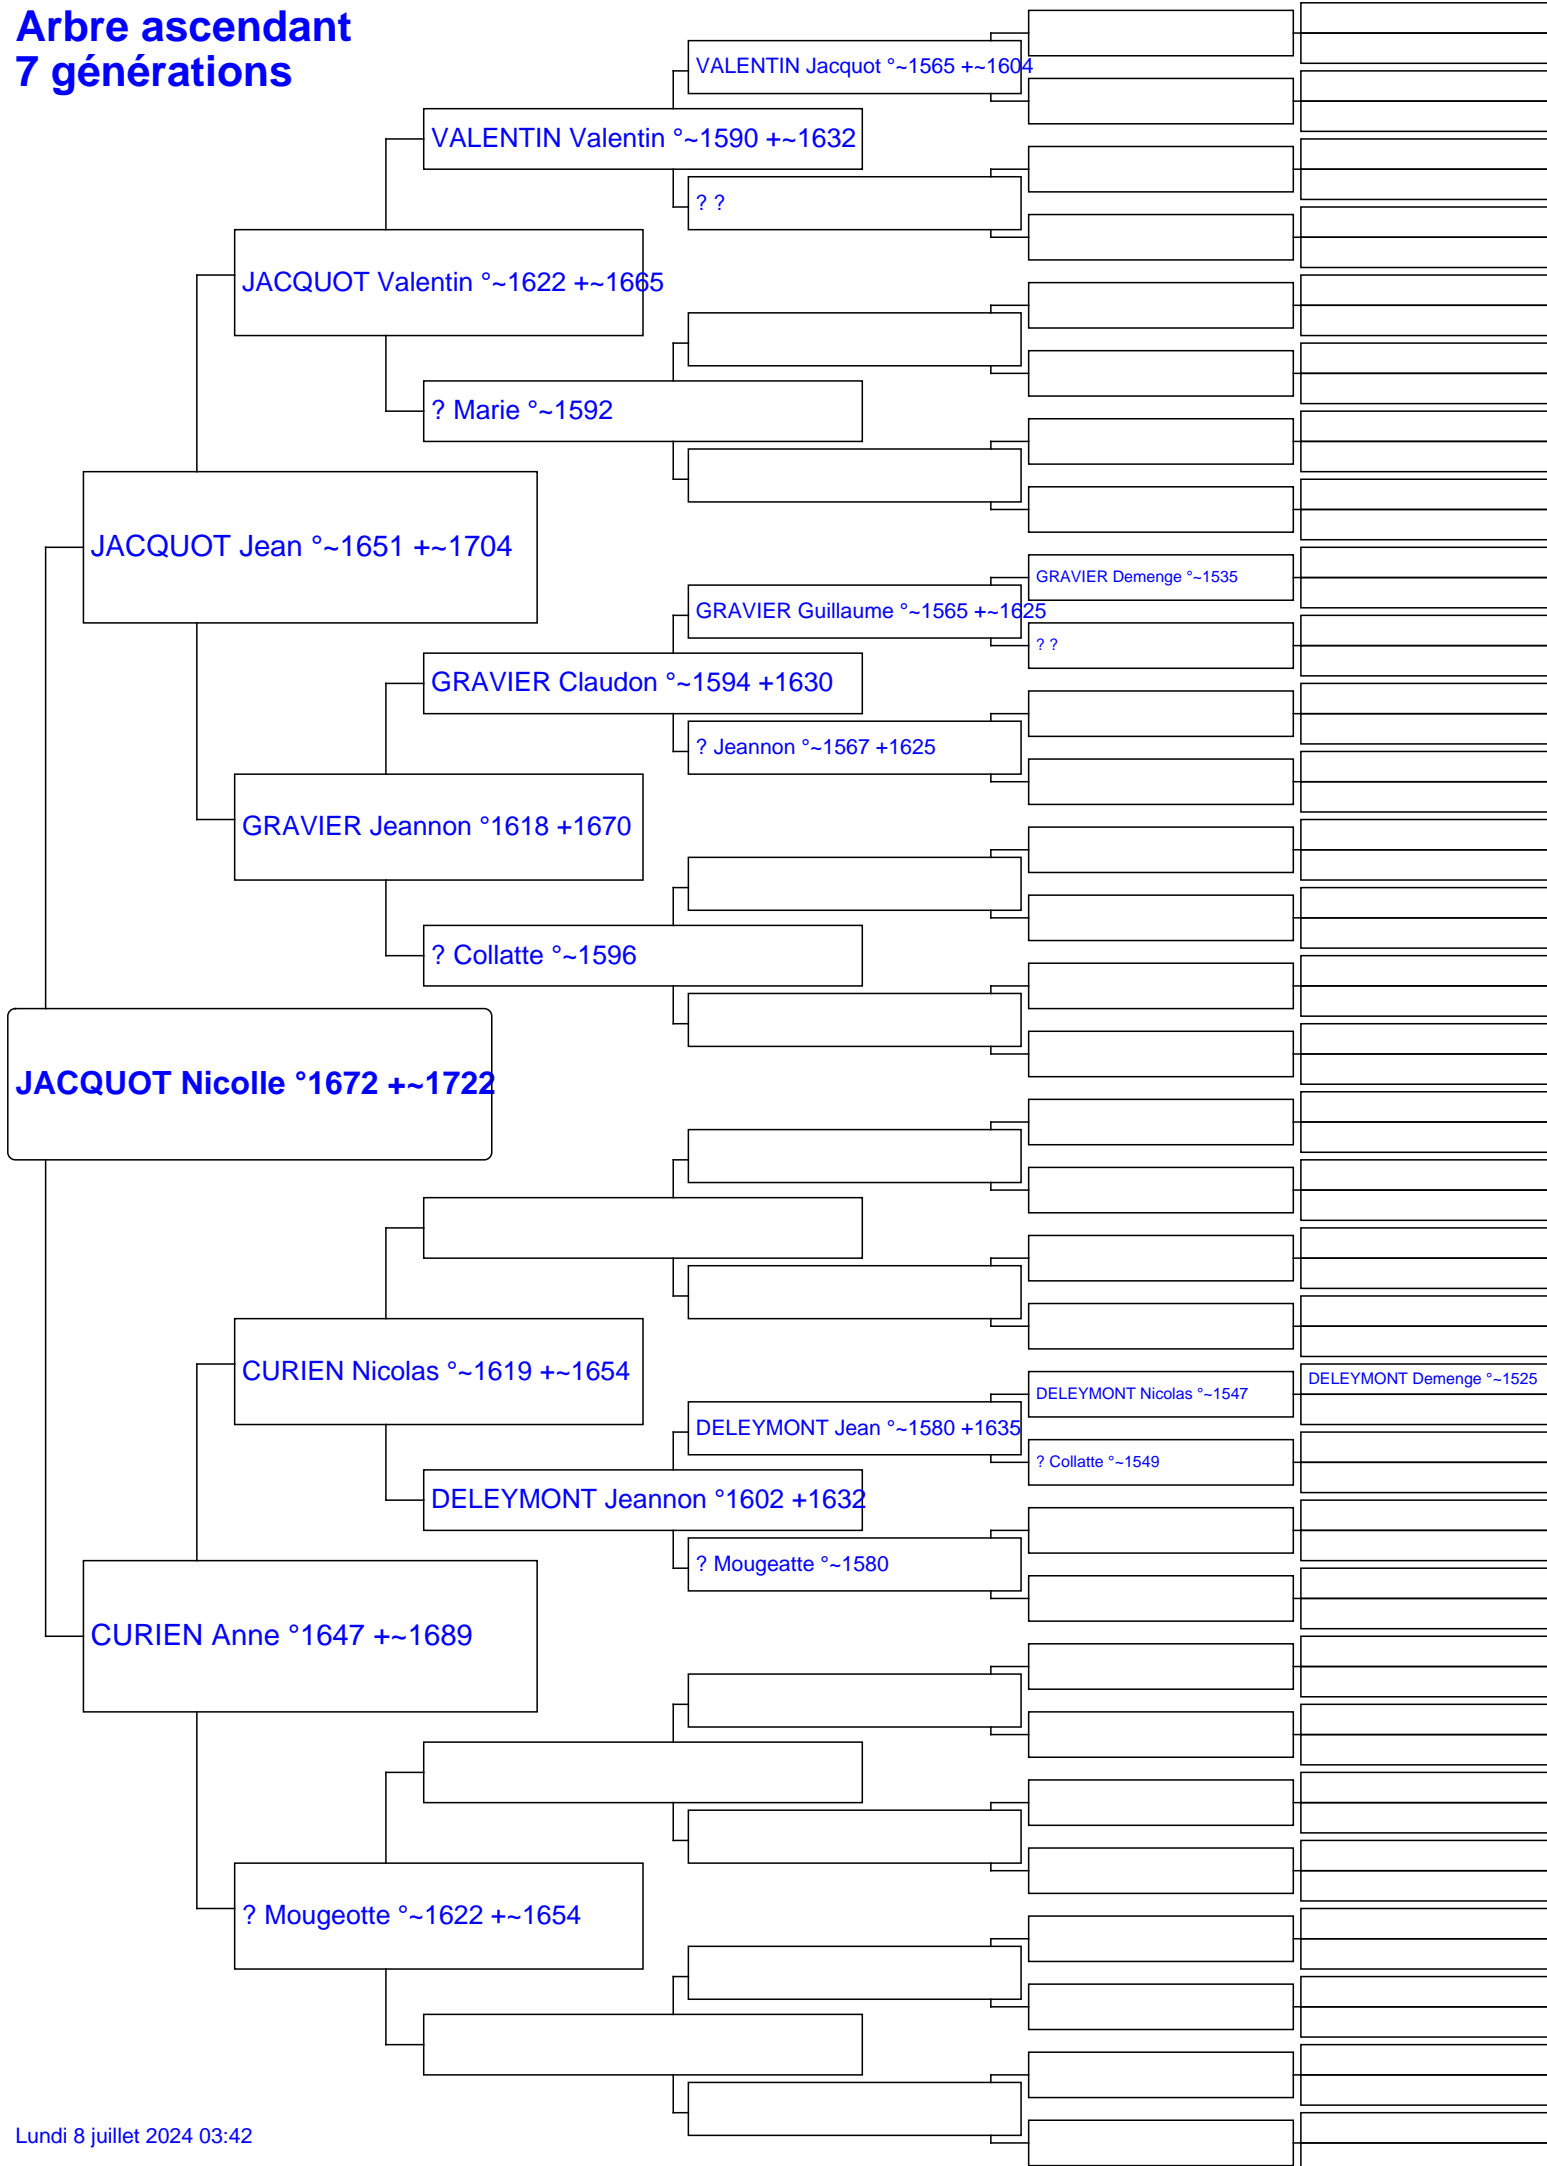 Arbre ascendant
7 générations
VALENTIN Jacquot °~1565 +~1604
VALENTIN Valentin °~1590 +~1632
? ?
JACQUOT Valentin °~1622 +~1665
? Marie °~1592
JACQUOT Jean °~1651 +~1704
GRAVIER Demenge °~1535
GRAVIER Guillaume °~1565 +~1625
? ?
GRAVIER Claudon °~1594 +1630
? Jeannon °~1567 +1625
GRAVIER Jeannon °1618 +1670
? Collatte °~1596
JACQUOT Nicolle °1672 +~1722
CURIEN Nicolas °~1619 +~1654
DELEYMONT Demenge °~1525
DELEYMONT Nicolas °~1547
DELEYMONT Jean °~1580 +1635
? Collatte °~1549
DELEYMONT Jeannon °1602 +1632
? Mougeatte °~1580
CURIEN Anne °1647 +~1689
? Mougeotte °~1622 +~1654
Lundi 8 juillet 2024 03:42